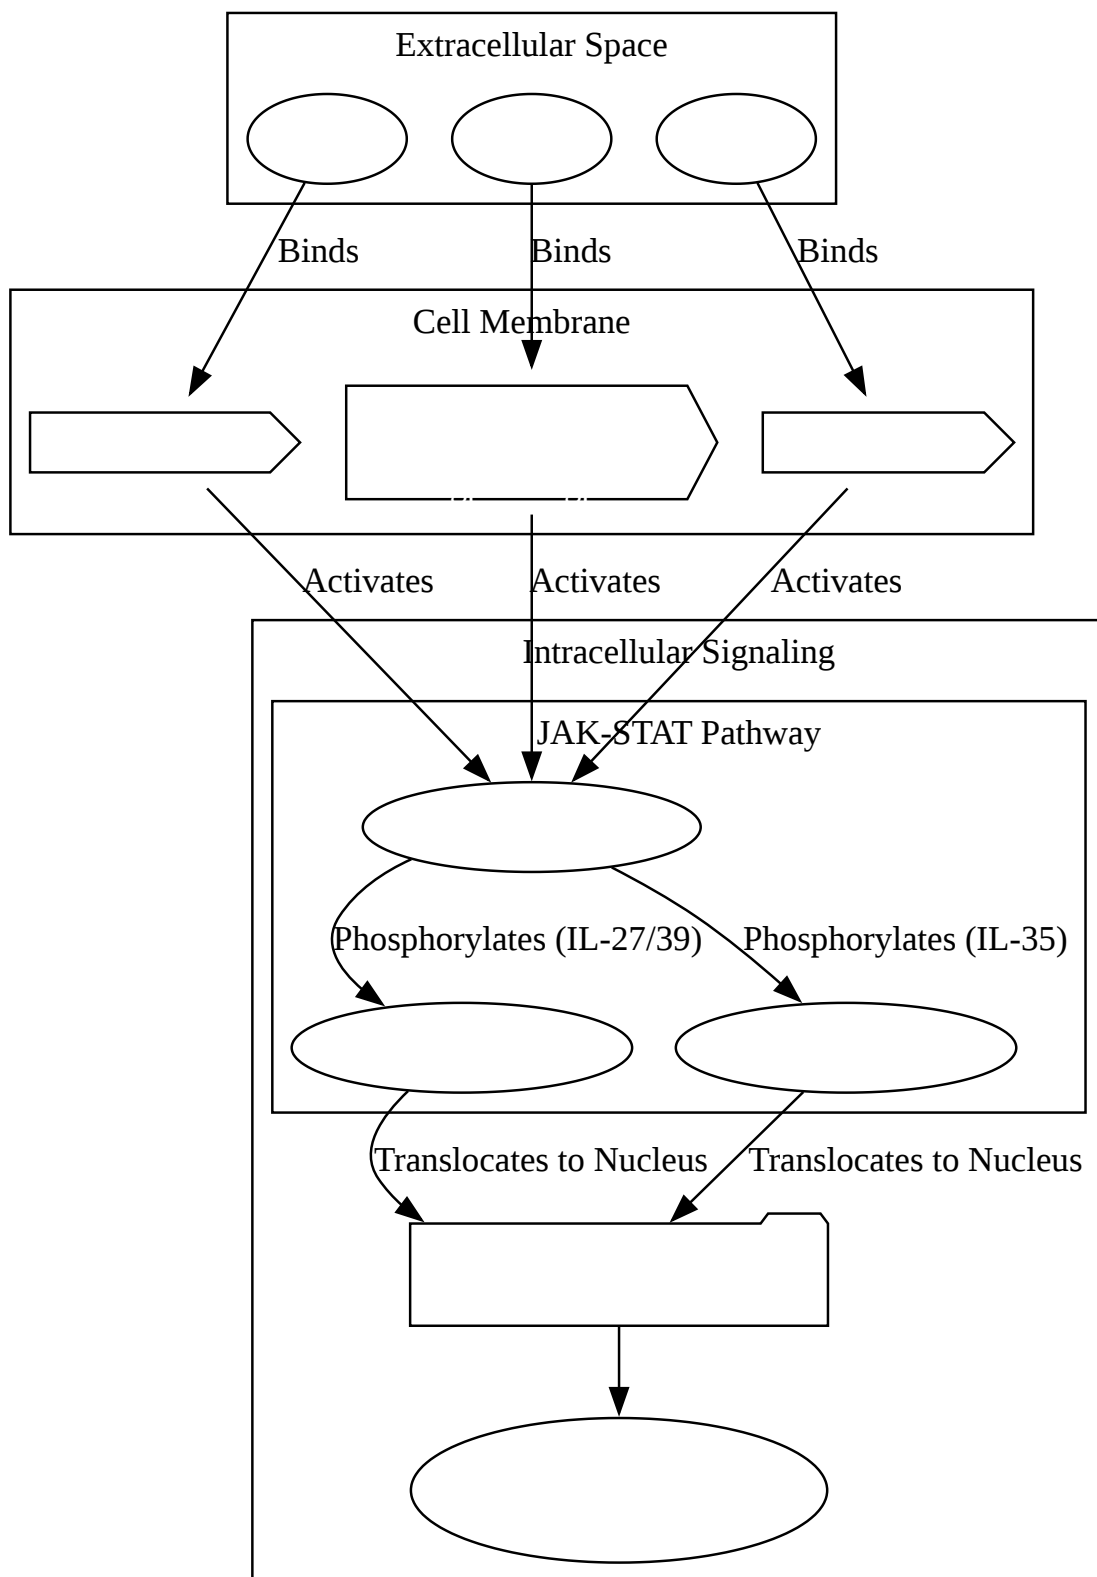 Extracellular Space
Binds
Binds
Binds
Cell Membrane
Activates
Activates
Activates
Intracellular Signaling
JAK-STAT Pathway
Phosphorylates (IL-27/39)
Phosphorylates (IL-35)
Translocates to Nucleus
Translocates to Nucleus